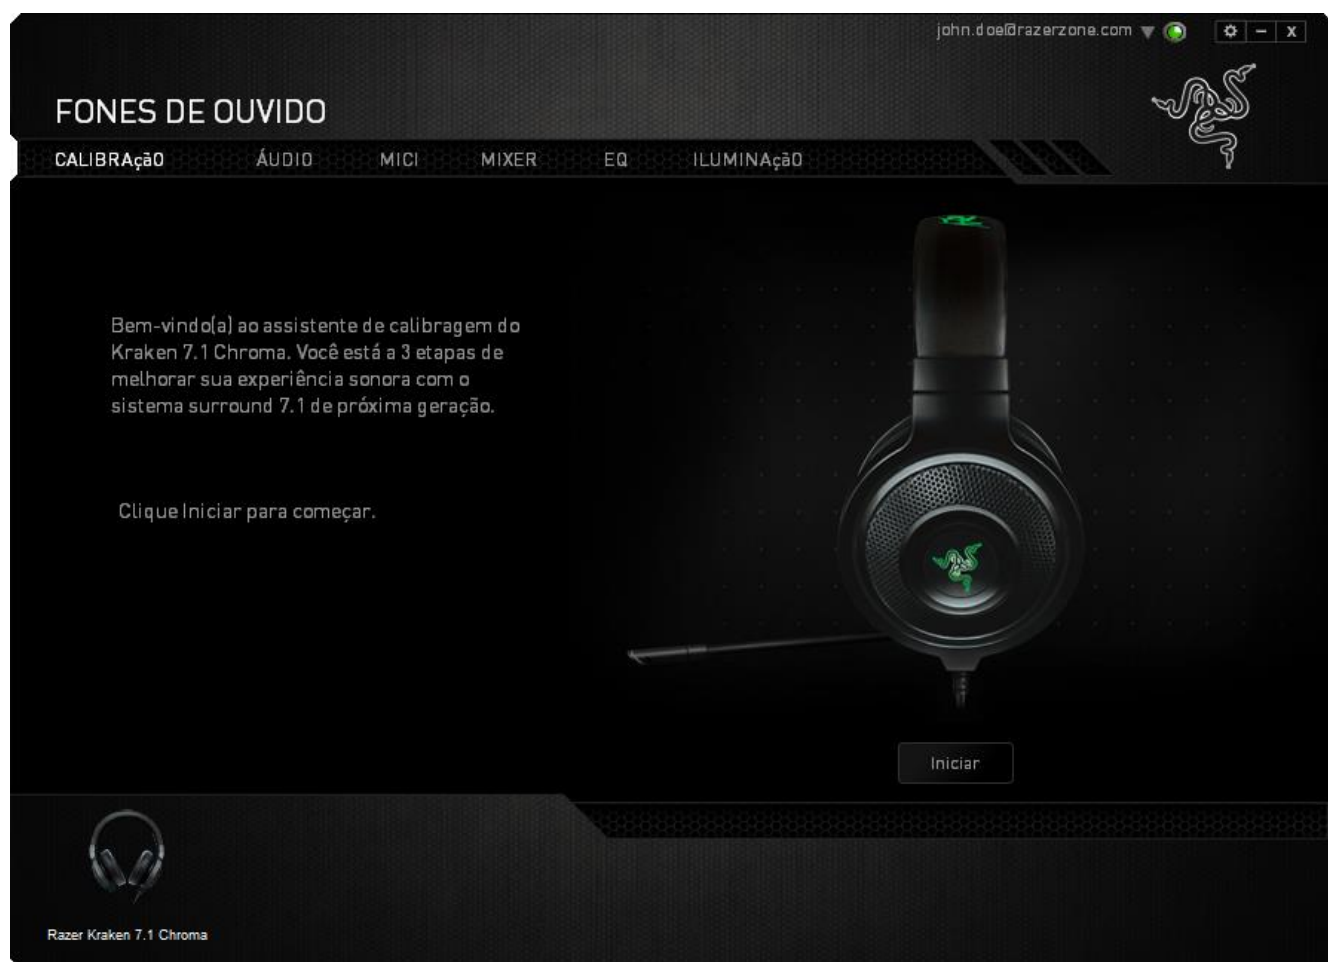 john.doe@razerzone.com
– x
FONES DE OUVIDO
CALIBRAçãO ÁUDIO MICI MIXER EQ ILUMINAçãO
Bem-vindo(a) ao assistente de calibragem do
Kraken 7.1 Chroma. Você está a 3 etapas de
melhorar sua experiência sonora com o
sistema surround 7.1 de próxima geração.
Clique Iniciar para começar.
Iniciar
Razer Kraken 7.1 Chroma